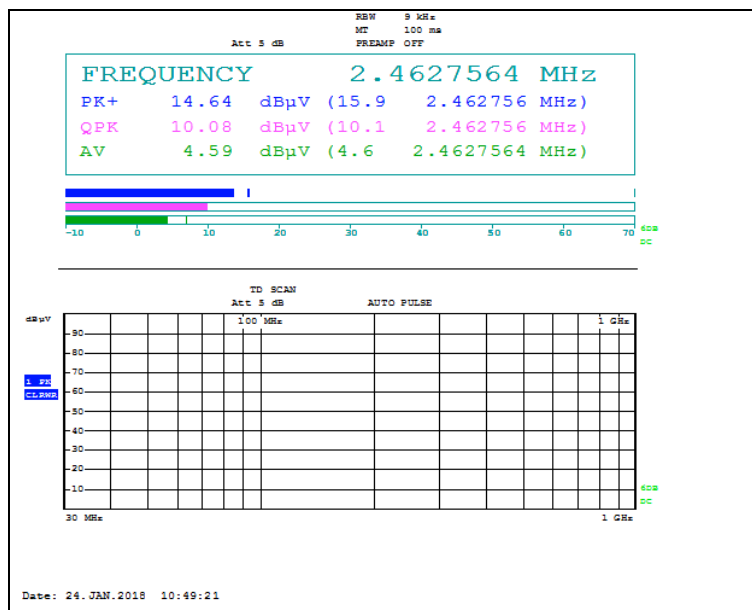 RBW 9 kHz
MT 100 ms
Att 5 dB PREAMP OFF
FREQUENCY 2.4627564 MHz
PK+ 14.64 dBµV (15.9 2.462756 MHz)
QPK 10.08 dBµV (10.1 2.462756 MHz)
AV 4.59 dBµV (4.6 2.4627564 MHz)
-10 0 10 20 30 40 50 60 70
6DB
DC
TD SCAN
Att 5 dB AUTO PULSE
dBµV 100 MHz 1 GHz
90
80
70
1 PK
60
CLRWR
50
40
30
20
10
6DB
DC
30 MHz 1 GHz
Date: 24.JAN.2018 10:49:21